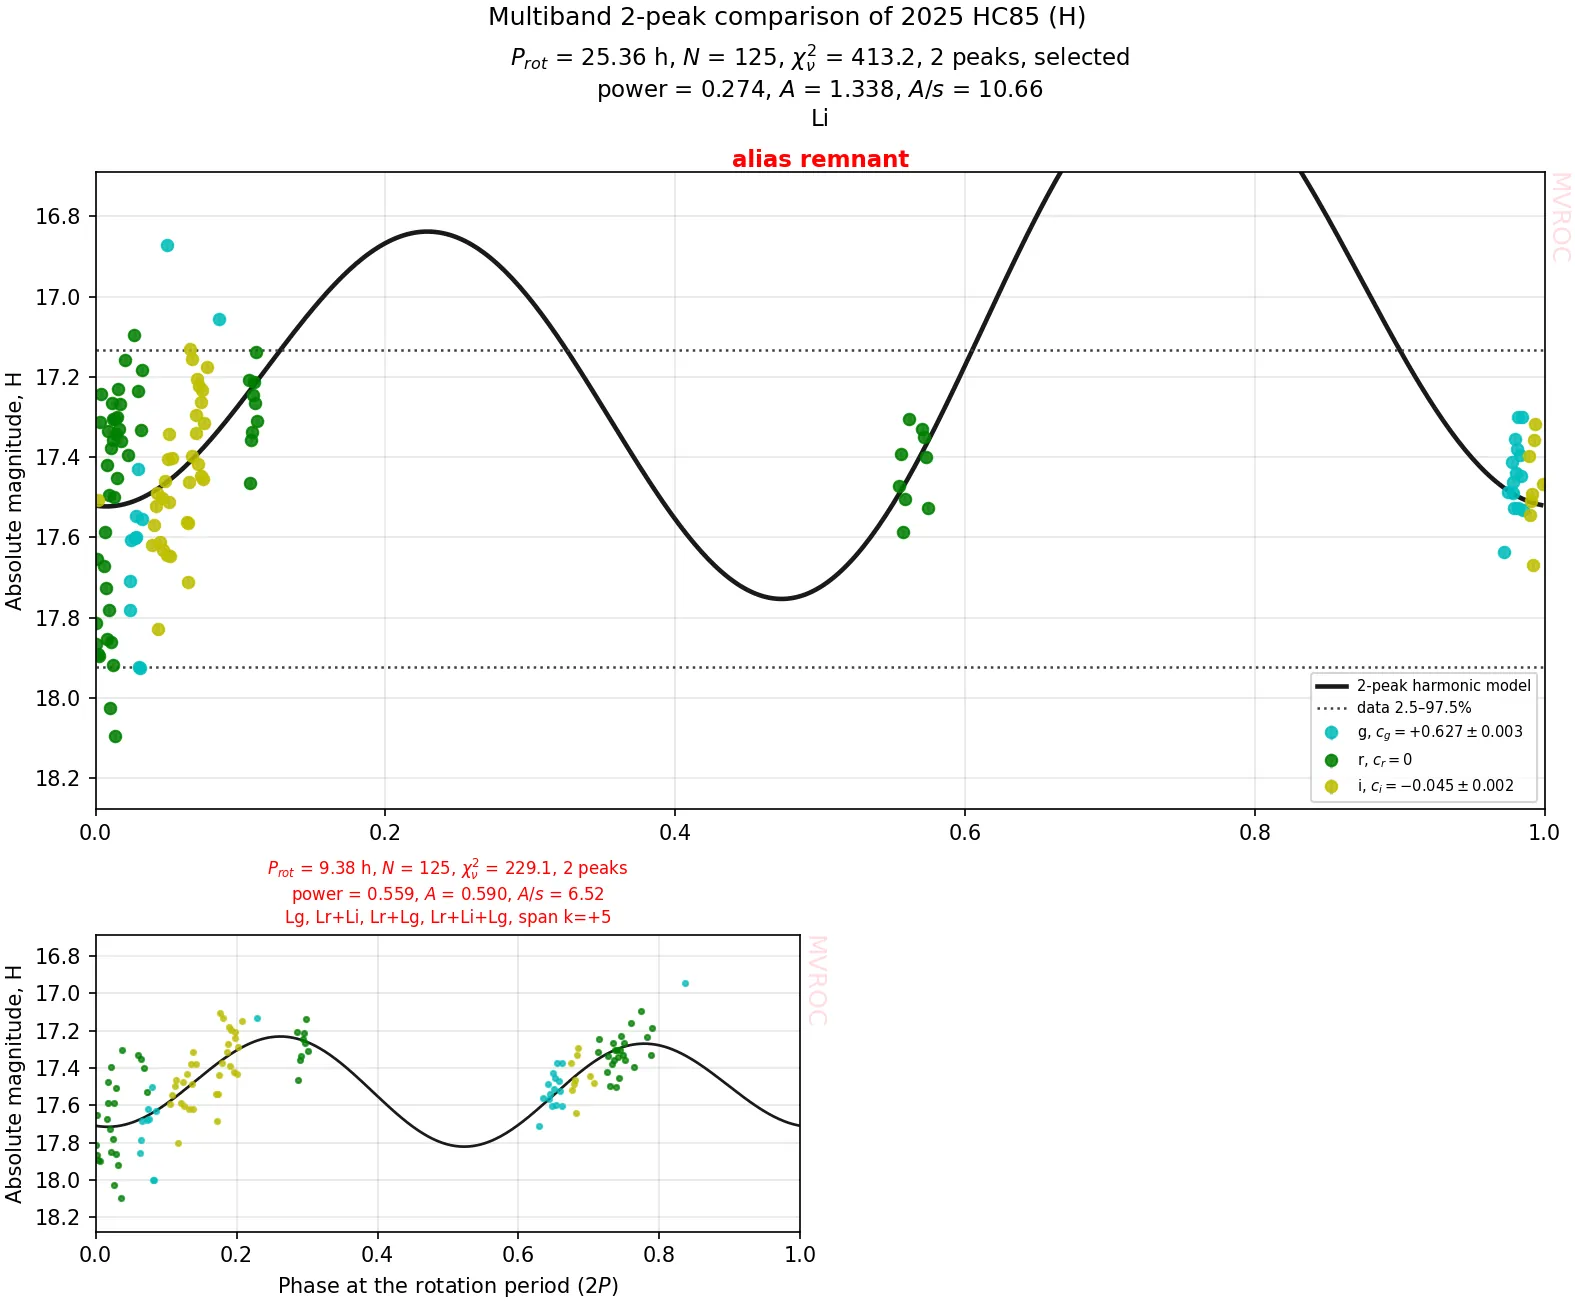 Multiband 2-peak comparison of 2025 HC85 (H)
P_rot = 25.36 h, N = 125, χ²_ν = 413.2, 2 peaks, selected
power = 0.274, A = 1.338, A/s = 10.66
Li
alias remnant
MVROC
Absolute magnitude, H
16.8
17.0
17.2
17.4
17.6
17.8
18.0
18.2
2-peak harmonic model
data 2.5–97.5%
g, c_g = +0.627 ± 0.003
r, c_r = 0
i, c_i = −0.045 ± 0.002
0.0 0.2 0.4 0.6 0.8 1.0
P_rot = 9.38 h, N = 125, χ²_ν = 229.1, 2 peaks
power = 0.559, A = 0.590, A/s = 6.52
Lg, Lr+Li, Lr+Lg, Lr+Li+Lg, span k=+5
MVROC
Absolute magnitude, H
16.8
17.0
17.2
17.4
17.6
17.8
18.0
18.2
0.0 0.2 0.4 0.6 0.8 1.0
Phase at the rotation period (2P)